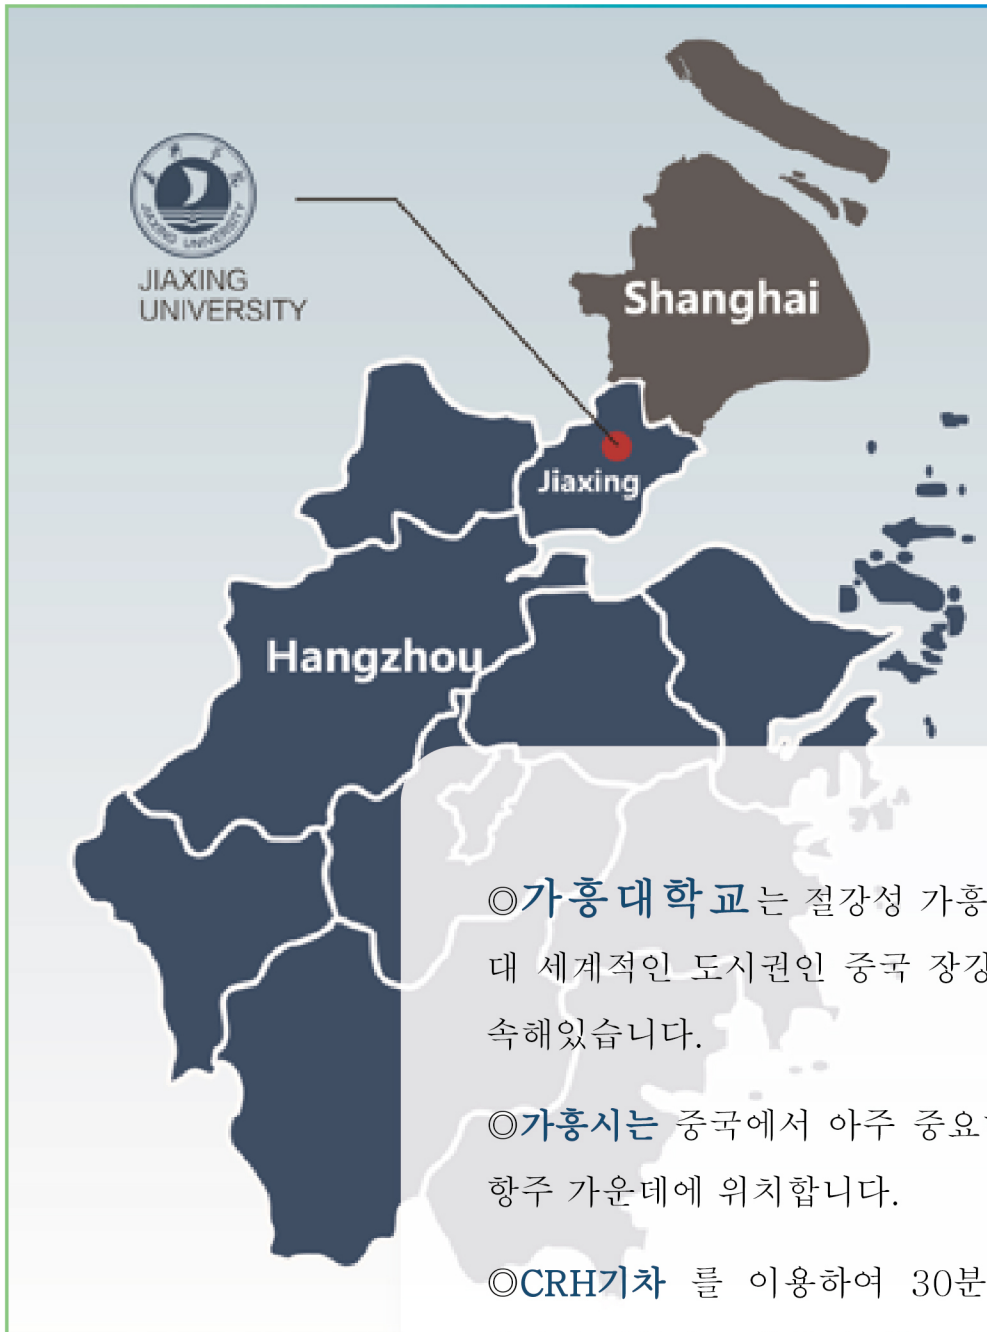 JIAXING UNIVERSITY
JIAXING
UNIVERSITY
Shanghai
Jiaxing
Hangzhou
◎가흥대학교는 절강성 가흥
대 세계적인 도시권인 중국 장강
속해있습니다.
◎가흥시는 중국에서 아주 중요
항주 가운데에 위치합니다.
◎CRH기차 를 이용하여 30분